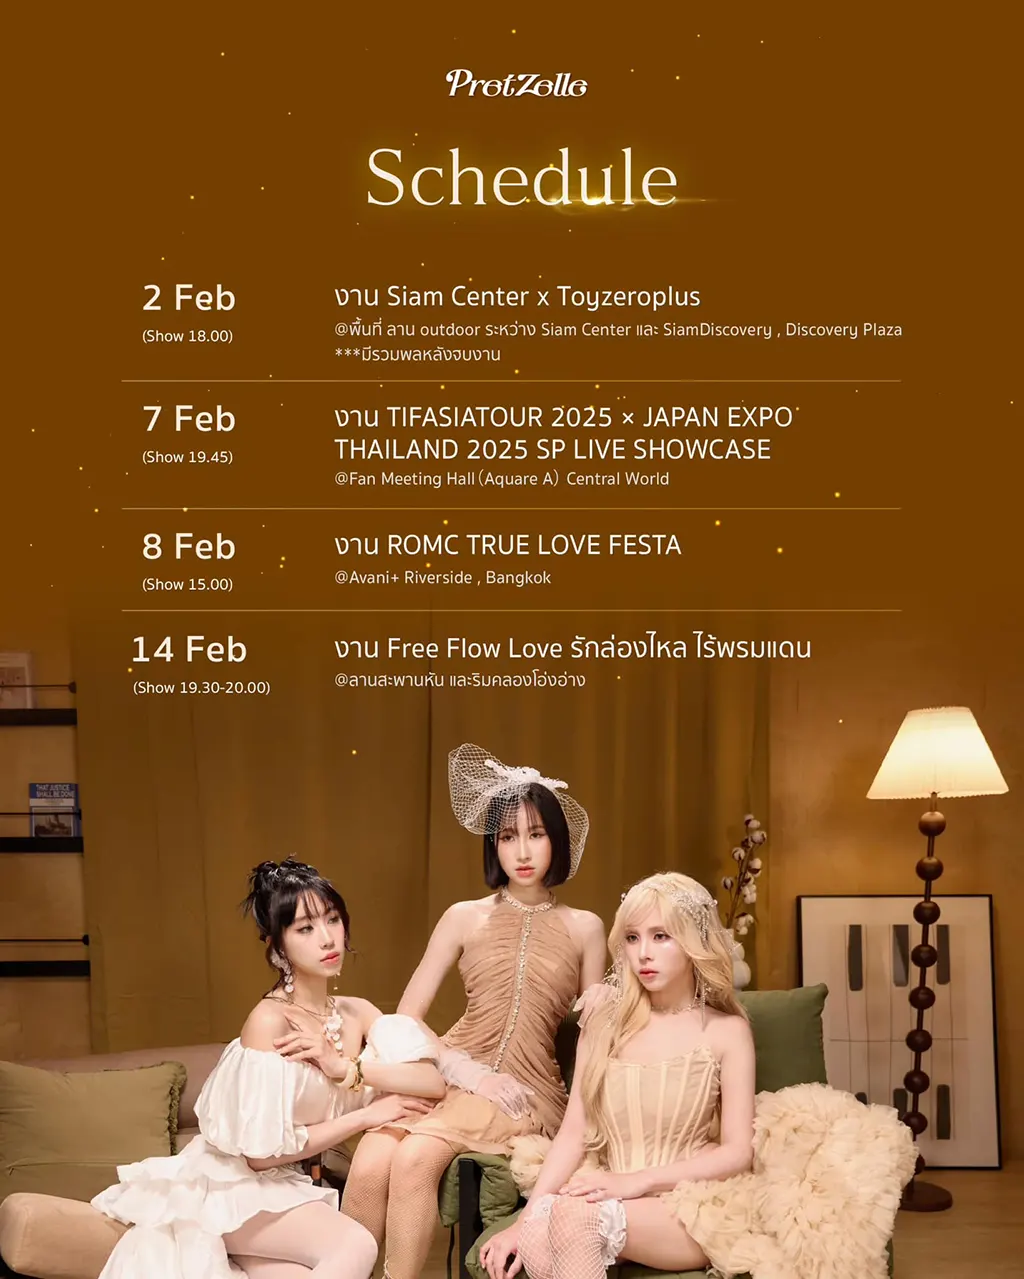 PretZelle
Schedule
2 Feb
(Show 18.00)
งาน Siam Center x Toyzeroplus
@พื้นที่ ลาน outdoor ระหว่าง Siam Center และ SiamDiscovery , Discovery Plaza
***มีรวมพลหลังจบงาน
7 Feb
(Show 19.45)
งาน TIFASIATOUR 2025 × JAPAN EXPO
THAILAND 2025 SP LIVE SHOWCASE
@Fan Meeting Hall (Aquare A) Central World
8 Feb
(Show 15.00)
งาน ROMC TRUE LOVE FESTA
@Avani+ Riverside , Bangkok
14 Feb
(Show 19.30-20.00)
งาน Free Flow Love รักล่องไหล ไร้พรมแดน
@ลานสะพานหัน และริมคลองโอ่งอ่าง
THAT JUSTICE
SHALL BE DONE